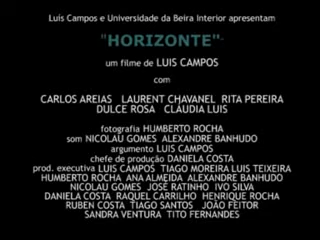 Luis Campos e Universidade da Beira Interior apresentam
"HORIZONTE"
um filme de LUIS CAMPOS
com
CARLOS AREIAS LAURENT CHAVANEL RITA PEREIRA
DULCE ROSA CLÁUDIA LUIS
fotografia HUMBERTO ROCHA
som NICOLAU GOMES ALEXANDRE BANHUDO
argumento LUIS CAMPOS
chefe de produção DANIELA COSTA
prod. executiva LUIS CAMPOS TIAGO MOREIRA LUIS TEIXEIRA
HUMBERTO ROCHA ANA ALMEIDA ALEXANDRE BANHUDO
NICOLAU GOMES JOSÉ RATINHO IVO SILVA
DANIELA COSTA RAQUEL CARRILHO HENRIQUE ROCHA
RUBEN COSTA TIAGO SANTOS JOÃO FEITOR
SANDRA VENTURA TITO FERNANDES